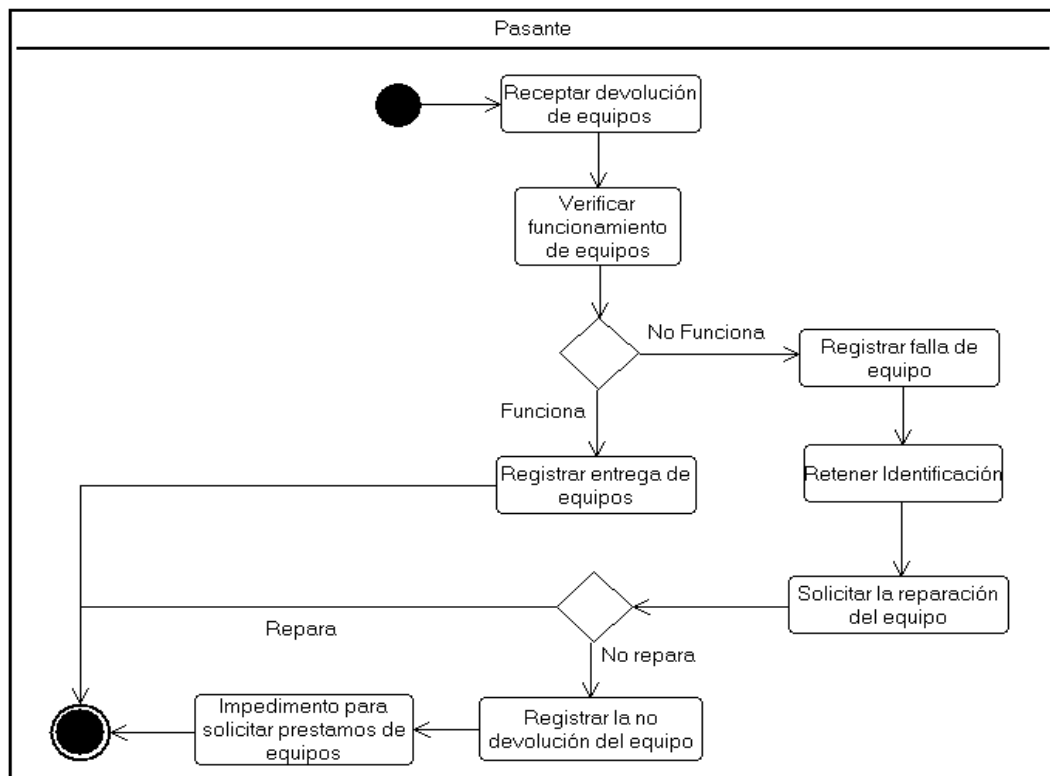 Pasante
Receptar devolución
de equipos
Verificar
funcionamiento
de equipos
No Funciona
Registrar falla de
equipo
Funciona
Registrar entrega de
equipos
Retener Identificación
Solicitar la reparación
del equipo
Repara
No repara
Registrar la no
devolución del equipo
Impedimento para
solicitar prestamos de
equipos